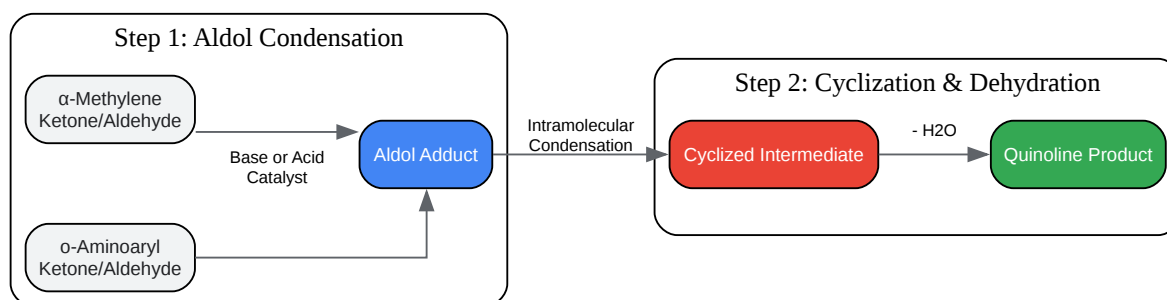 Step 1: Aldol Condensation
α-Methylene
Ketone/Aldehyde
Base or Acid
Catalyst
Aldol Adduct
o-Aminoaryl
Ketone/Aldehyde
Intramolecular
Condensation
Step 2: Cyclization & Dehydration
Cyclized Intermediate
- H2O
Quinoline Product